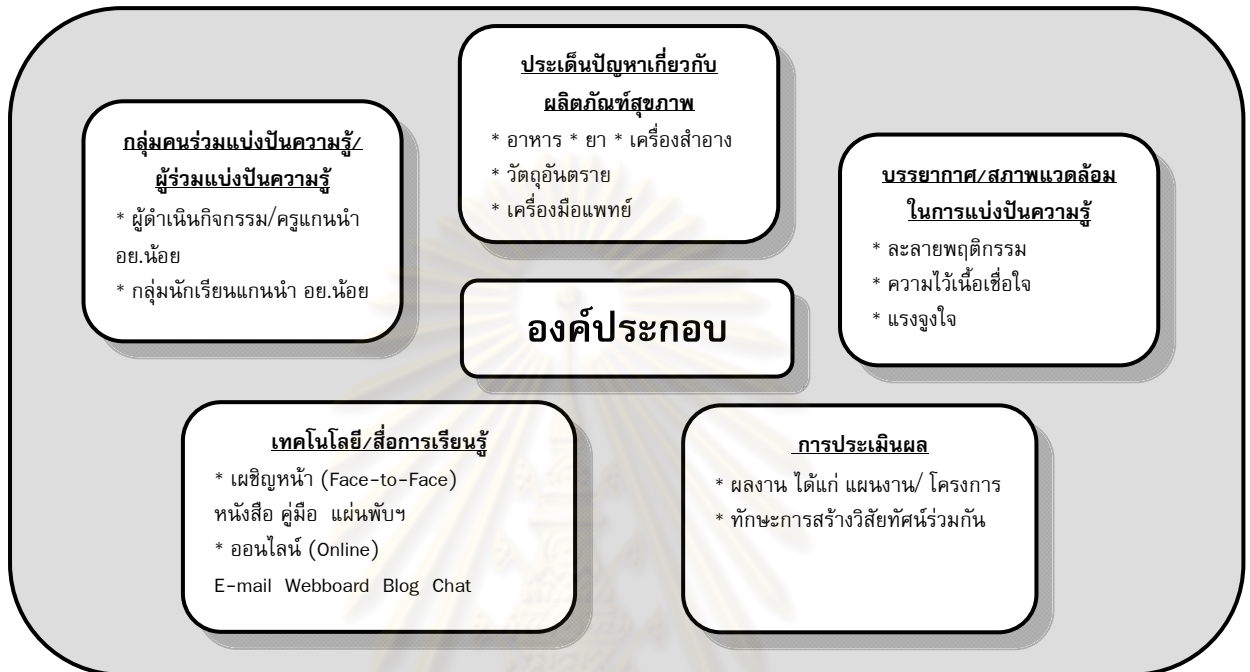 ประเด็นปัญหาเกี่ยวกับ
ผลิตภัณฑ์สุขภาพ
* อาหาร * ยา * เครื่องสำอาง
* วัตถุอันตราย
* เครื่องมือแพทย์
กลุ่มคนร่วมแบ่งปันความรู้/
ผู้ร่วมแบ่งปันความรู้
* ผู้ดำเนินกิจกรรม/ครูแกนนำ
อย.น้อย
* กลุ่มนักเรียนแกนนำ อย.น้อย
บรรยากาศ/สภาพแวดล้อม
ในการแบ่งปันความรู้
* ละลายพฤติกรรม
* ความไว้เนื้อเชื่อใจ
* แรงจูงใจ
องค์ประกอบ
เทคโนโลยี/สื่อการเรียนรู้
* เผชิญหน้า (Face-to-Face)
หนังสือ คู่มือ แผ่นพับฯ
* ออนไลน์ (Online)
E-mail Webboard Blog Chat
การประเมินผล
* ผลงาน ได้แก่ แผนงาน/ โครงการ
* ทักษะการสร้างวิสัยทัศน์ร่วมกัน